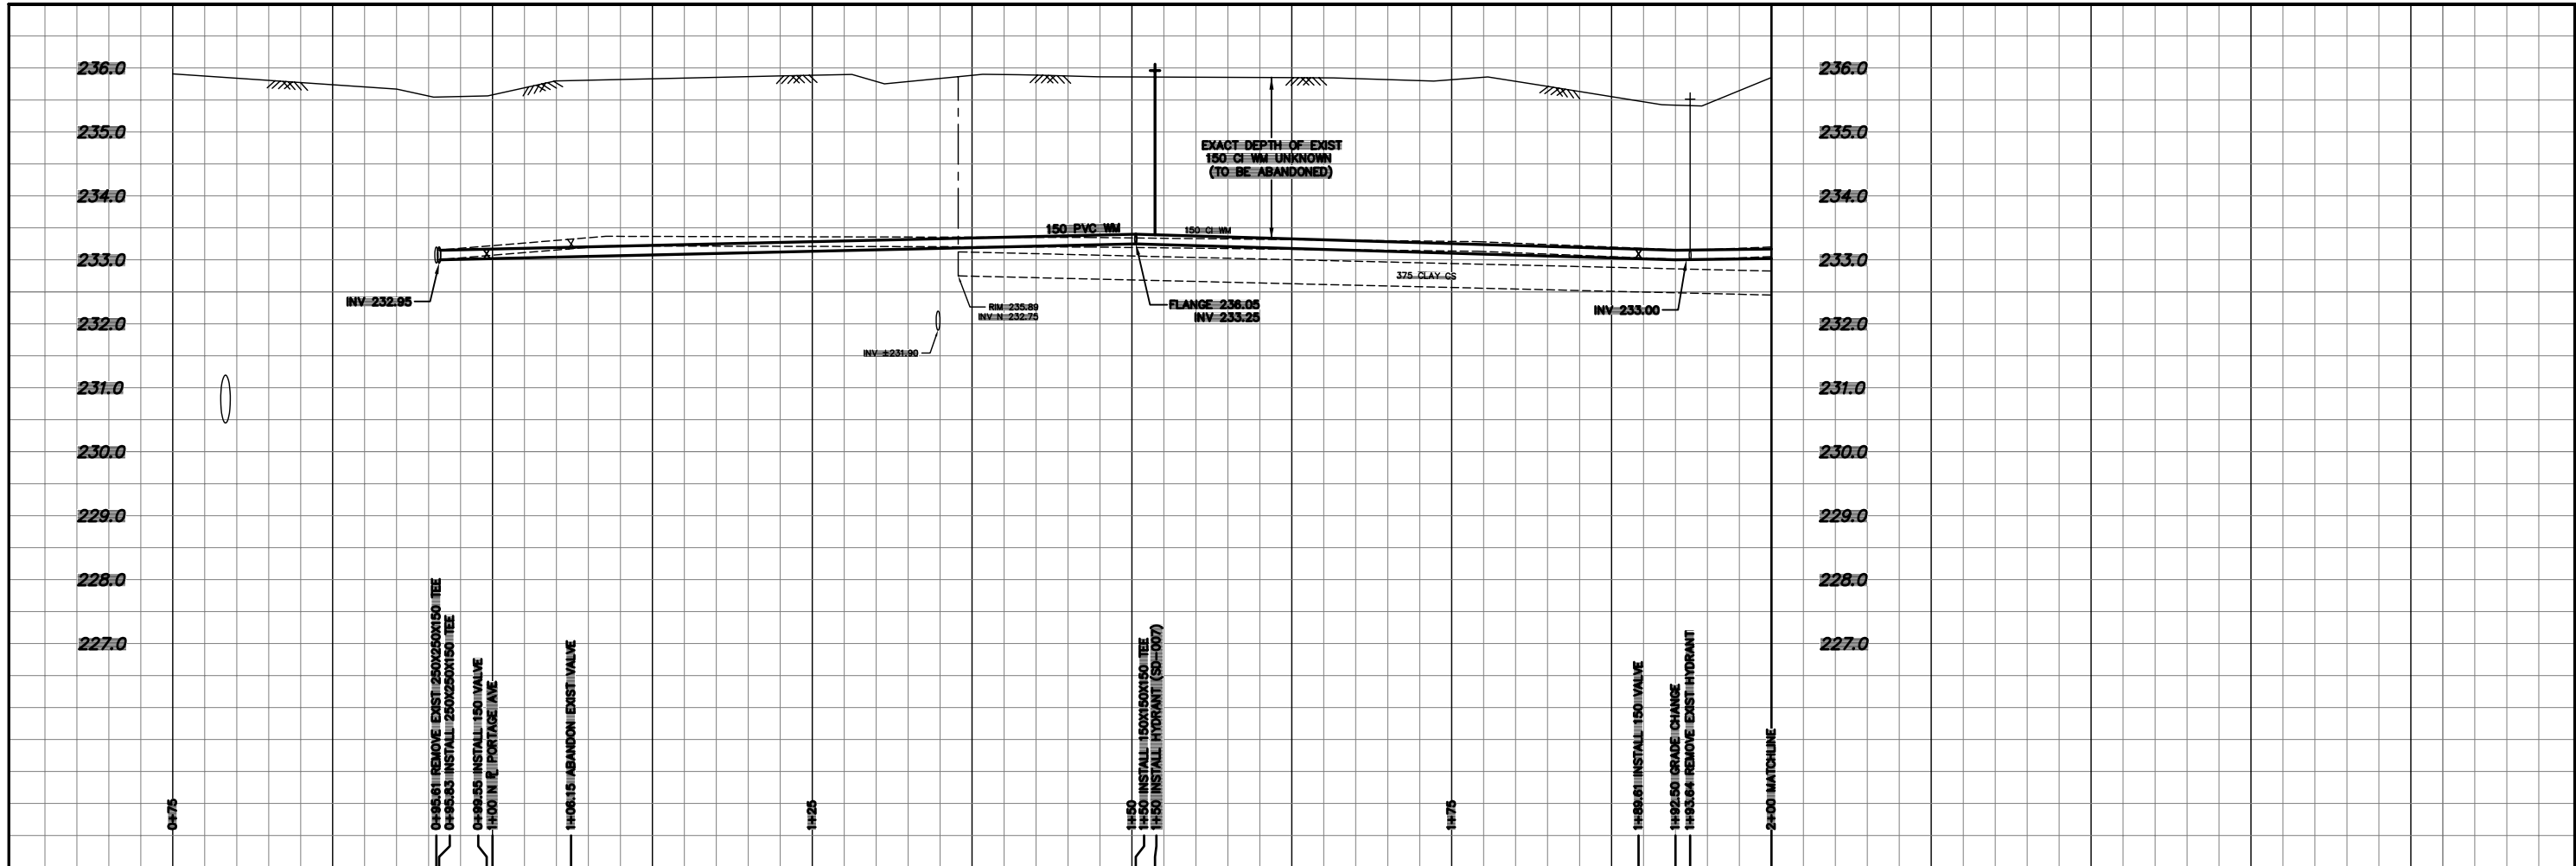 236.0
236.0
235.0
235.0
EXACT DEPTH OF EXIST
150 CI WM UNKNOWN
(TO BE ABANDONED)
234.0
234.0
150 PVC WM
150 CI WM
233.0
233.0
375 CLAY CS
INV 232.95
RIM 235.89
INV N 232.75
FLANGE 236.05
INV 233.25
INV 233.00
232.0
232.0
INV ±231.90
231.0
231.0
230.0
230.0
229.0
229.0
228.0
228.0
227.0
227.0
0+75
0+95.61 REMOVE EXIST 250X250X150 TEE
0+95.83 INSTALL 250X250X150 TEE
0+99.55 INSTALL 150 VALVE
1+00 N PL PORTAGE AVE
1+06.15 ABANDON EXIST VALVE
1+25
1+50
1+50 INSTALL 150X150X150 TEE
1+50 INSTALL HYDRANT (SD-007)
1+75
1+89.61 INSTALL 150 VALVE
1+92.50 GRADE CHANGE
1+93.64 REMOVE EXIST HYDRANT
2+00 MATCHLINE